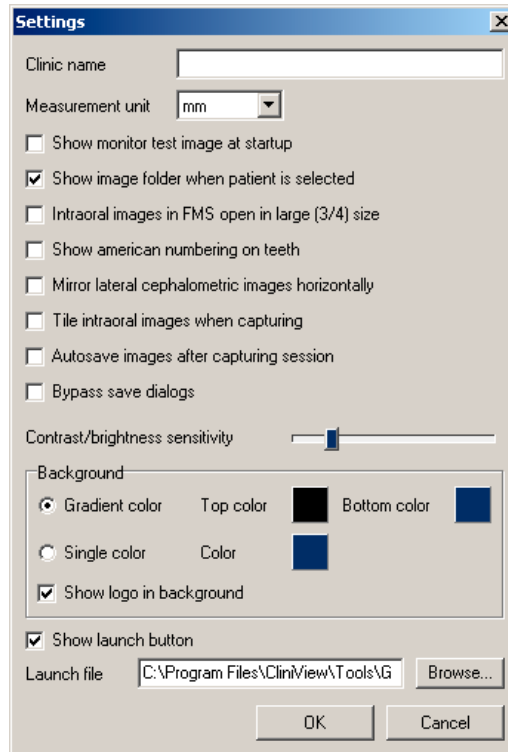 Settings
Clinic name
Measurement unit mm
Show monitor test image at startup
Show image folder when patient is selected
Intraoral images in FMS open in large (3/4) size
Show american numbering on teeth
Mirror lateral cephalometric images horizontally
Tile intraoral images when capturing
Autosave images after capturing session
Bypass save dialogs
Contrast/brightness sensitivity
Background
Gradient color Top color Bottom color
Single color Color
Show logo in background
Show launch button
Launch file C:\Program Files\CliniView\Tools\G Browse...
OK Cancel